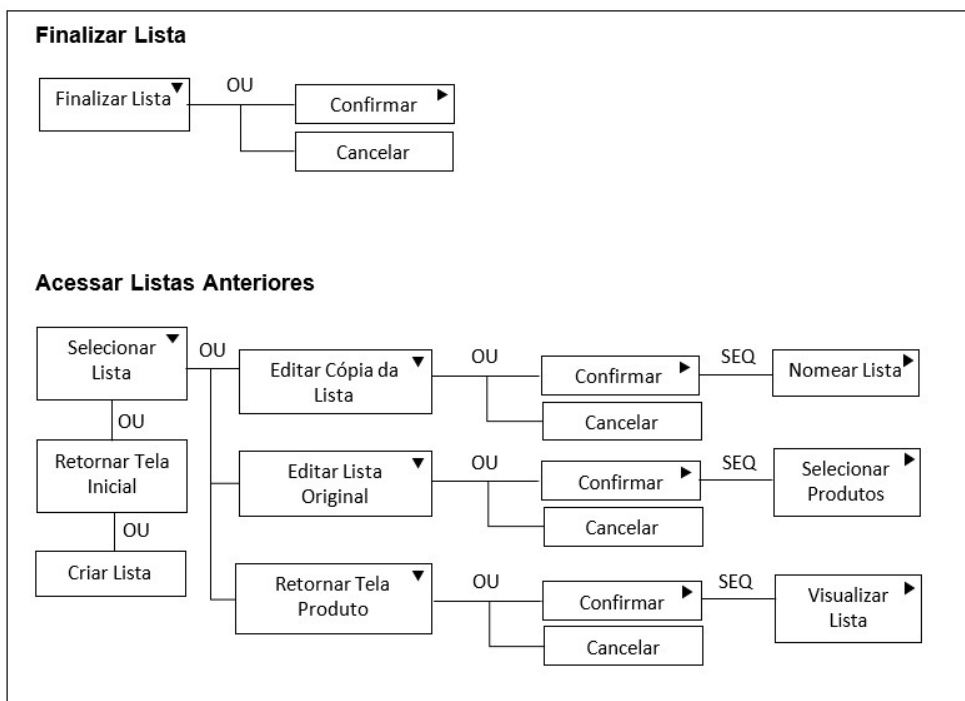 Finalizar Lista
Finalizar Lista
OU
Confirmar
Cancelar
Acessar Listas Anteriores
Selecionar
Lista
OU
Editar Cópia da
Lista
OU
Confirmar
SEQ
Nomear Lista
Cancelar
OU
Retornar Tela
Inicial
Editar Lista
Original
OU
Confirmar
SEQ
Selecionar
Produtos
Cancelar
OU
Criar Lista
Retornar Tela
Produto
OU
Confirmar
SEQ
Visualizar
Lista
Cancelar